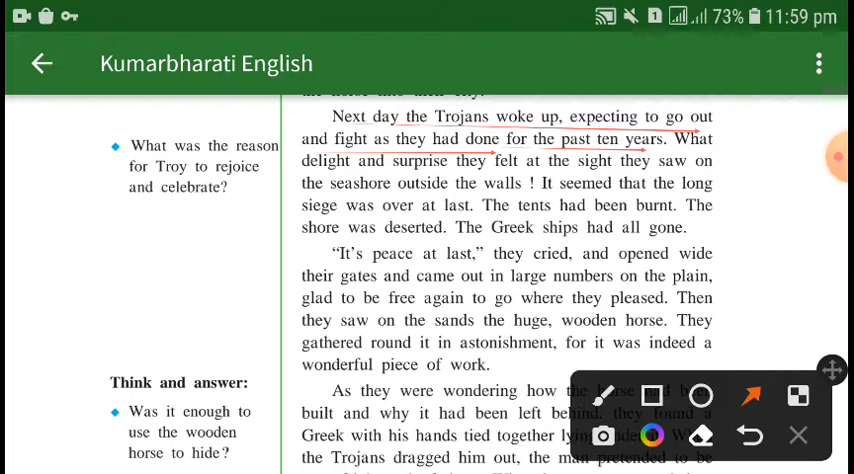 73% 11:59 pm
Kumarbharati English
Next day the Trojans woke up, expecting to go out
and fight as they had done for the past ten years. What
delight and surprise they felt at the sight they saw on
the seashore outside the walls ! It seemed that the long
siege was over at last. The tents had been burnt. The
shore was deserted. The Greek ships had all gone.
What was the reason
for Troy to rejoice
and celebrate?
"It's peace at last," they cried, and opened wide
their gates and came out in large numbers on the plain,
glad to be free again to go where they pleased. Then
they saw on the sands the huge, wooden horse. They
gathered round it in astonishment, for it was indeed a
wonderful piece of work.
Think and answer:
Was it enough to
use the wooden
horse to hide?
As they were wondering how the
built and why it had been left behind, they found a
Greek with his hands tied together
the Trojans dragged him out, the man pretended to be